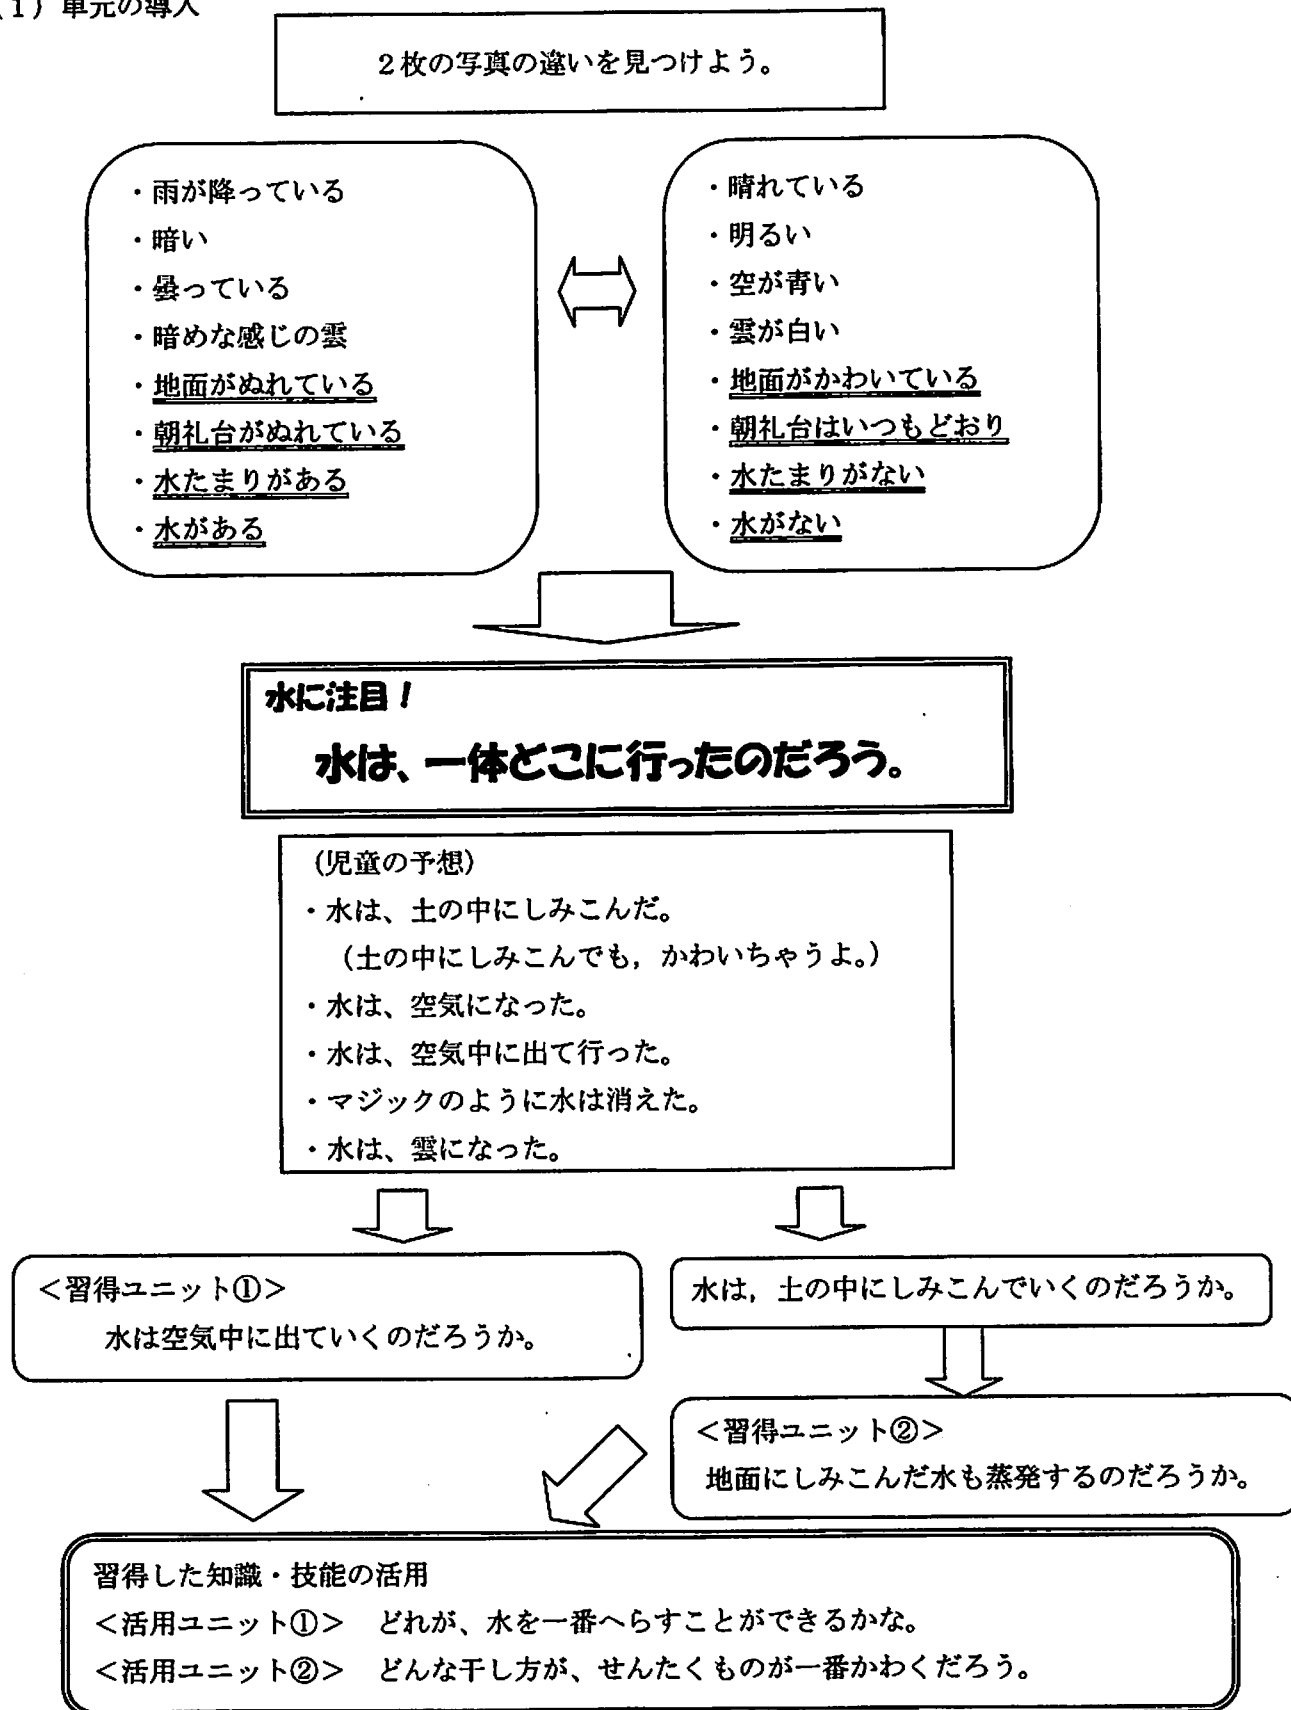 (1) 単元の導入
2枚の写真の違いを見つけよう。
・雨が降っている
・暗い
・曇っている
・暗めな感じの雲
・地面がぬれている
・朝礼台がぬれている
・水たまりがある
・水がある
・晴れている
・明るい
・空が青い
・雲が白い
・地面がかわいている
・朝礼台はいつもどおり
・水たまりがない
・水がない
水に注目!
水は、一体どこに行ったのだろう。
(児童の予想)
・水は、土の中にしみこんだ。
(土の中にしみこんでも，かわいちゃうよ。)
・水は、空気になった。
・水は、空気中に出て行った。
・マジックのように水は消えた。
・水は、雲になった。
<習得ユニット①>
水は空気中に出ていくのだろうか。
水は，土の中にしみこんでいくのだろうか。
<習得ユニット②>
地面にしみこんだ水も蒸発するのだろうか。
習得した知識・技能の活用
<活用ユニット①>　どれが、水を一番へらすことができるかな。
<活用ユニット②>　どんな干し方が、せんたくものが一番かわくだろう。